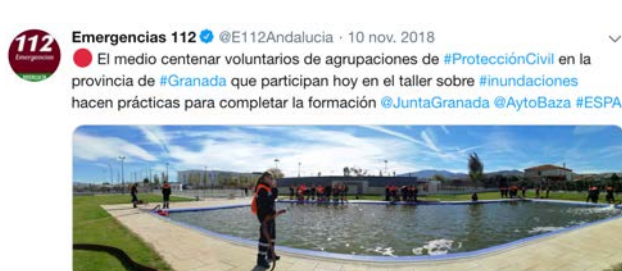 112
Emergencias
Emergencias 112 @E112Andalucia · 10 nov. 2018
El medio centenar voluntarios de agrupaciones de #ProtecciónCivil en la
provincia de #Granada que participan hoy en el taller sobre #inundaciones
hacen prácticas para completar la formación @JuntaGranada @AytoBaza #ESPA